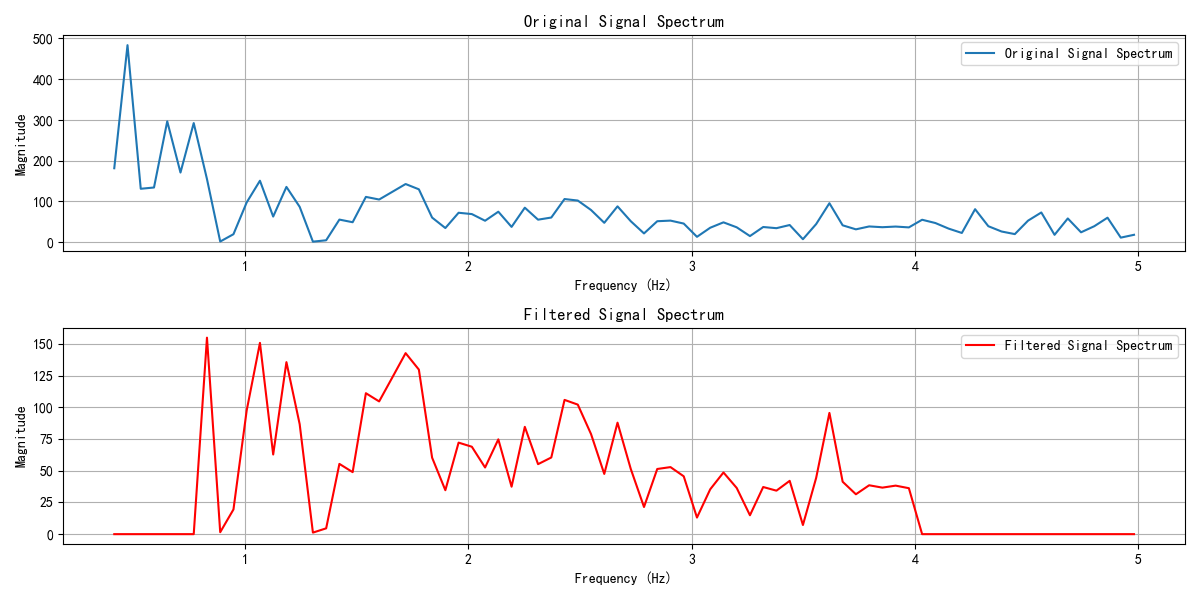 Original Signal Spectrum
500
400
300
200
100
0
Magnitude
Original Signal Spectrum
1 2 3 4 5
Frequency (Hz)
Filtered Signal Spectrum
150
125
100
75
50
25
0
Magnitude
Filtered Signal Spectrum
1 2 3 4 5
Frequency (Hz)